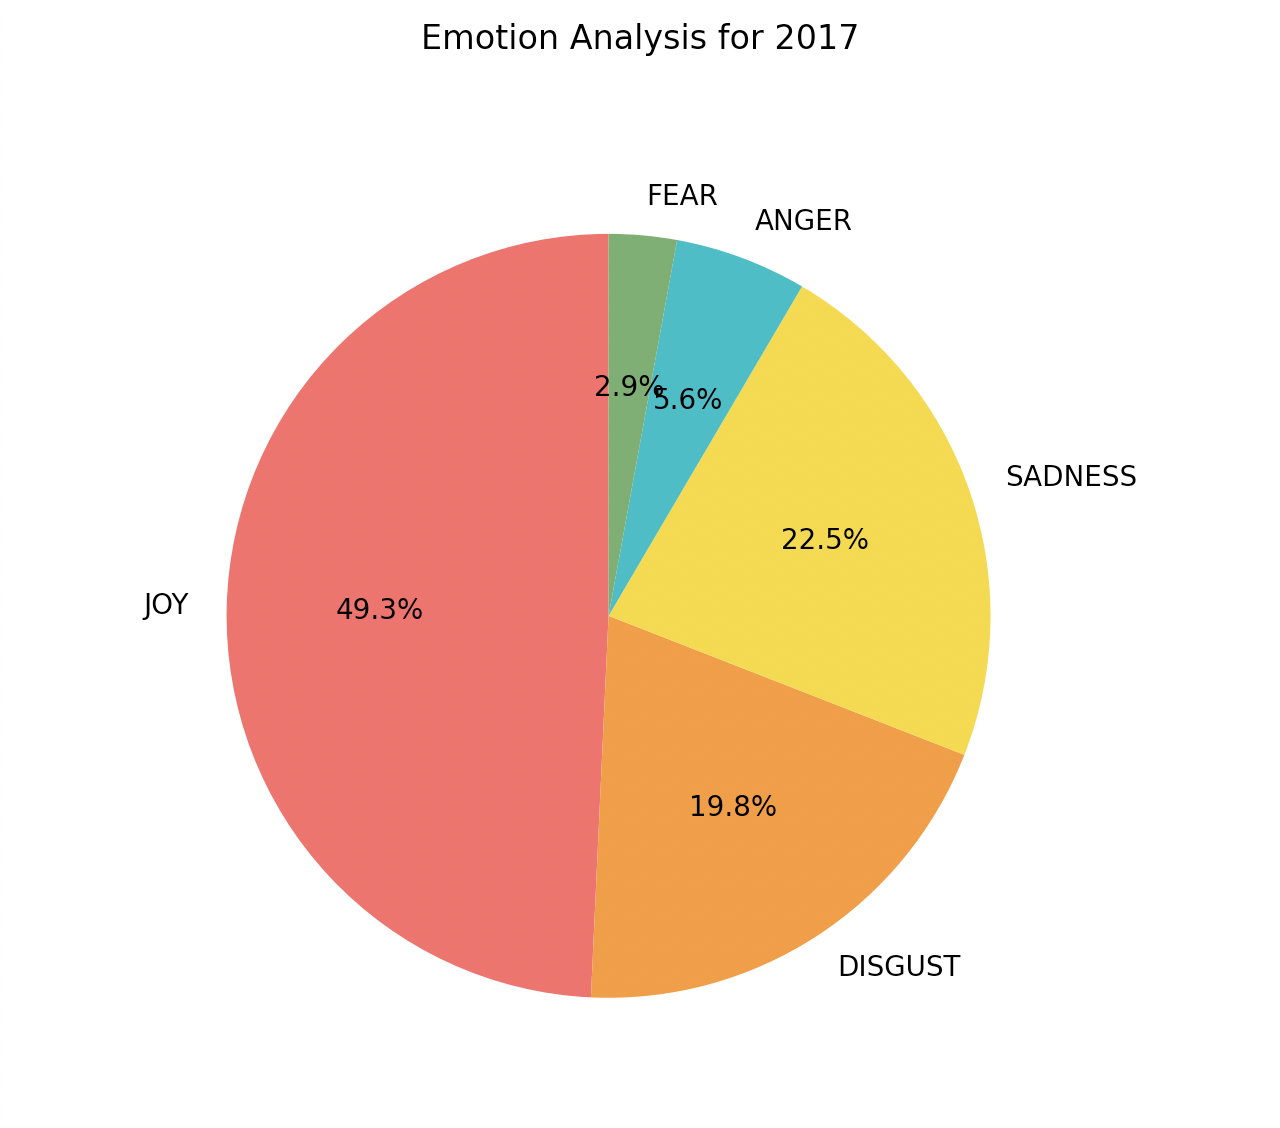 Emotion Analysis for 2017
FEAR
ANGER
2.9%
5.6%
SADNESS
22.5%
JOY
49.3%
19.8%
DISGUST